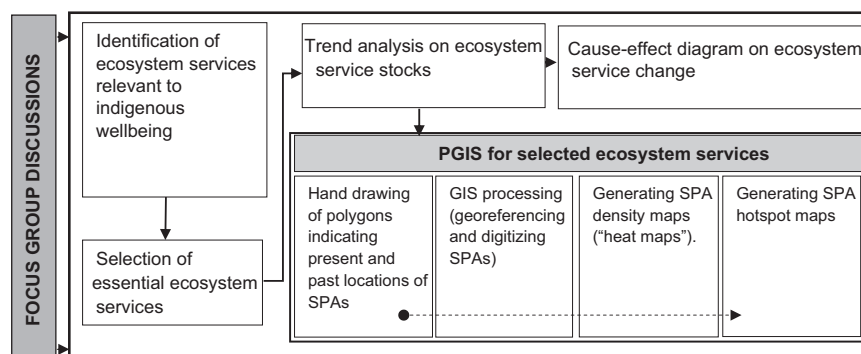 FOCUS GROUP DISCUSSIONS
Identification of
ecosystem services
relevant to
indigenous
wellbeing
Selection of
essential ecosystem
services
Trend analysis on ecosystem
service stocks
Cause-effect diagram on ecosystem
service change
PGIS for selected ecosystem services
Hand drawing
of polygons
indicating
present and
past locations of
SPAs
GIS processing
(georeferencing
and digitizing
SPAs)
Generating SPA
density maps
(“heat maps”).
Generating SPA
hotspot maps